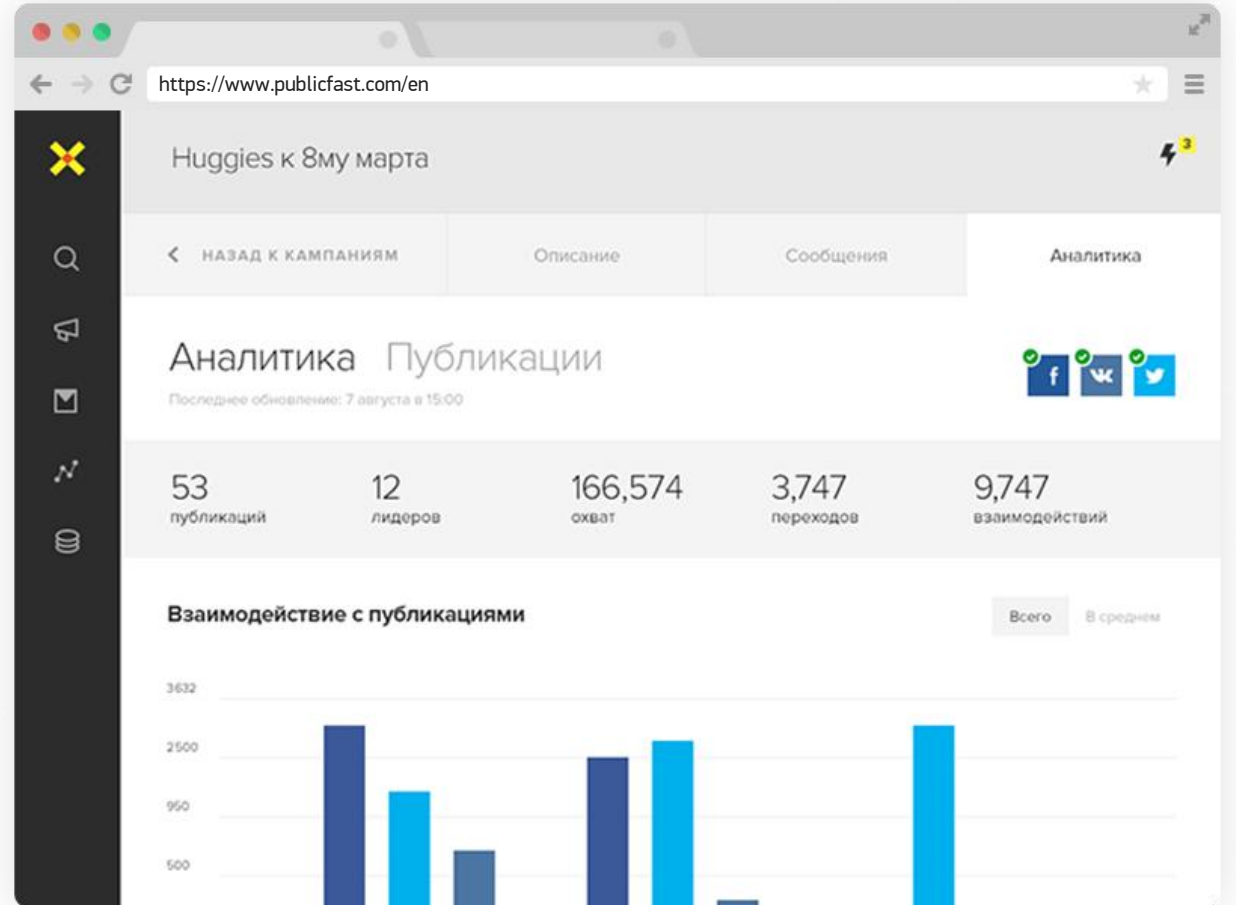 https://www.publicfast.com/en
Huggies к 8му марта
3
НАЗАД К КАМПАНИЯМ
Описание
Сообщения
Аналитика
Аналитика Публикации
Последнее обновление: 7 августа в 15:00
53 12 166,574 3,747 9,747
публикаций лидеров охват переходов взаимодействий
Взаимодействие с публикациями
Всего В среднем
3632
2500
950
500